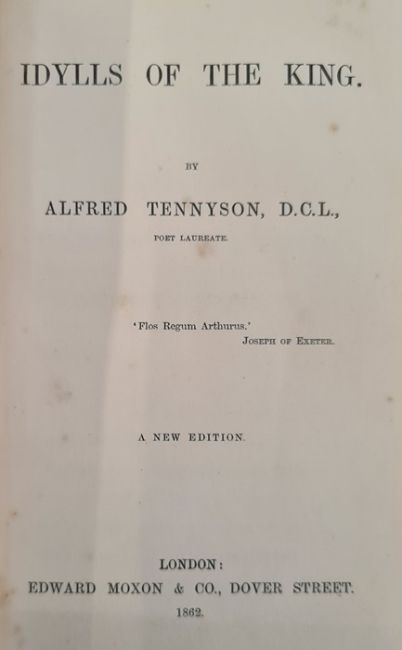 IDYLLS OF THE KING.
BY
ALFRED TENNYSON, D.C.L.,
POET LAUREATE.
'Flos Regum Arthurus.'
JOSEPH OF EXETER.
A NEW EDITION.
LONDON:
EDWARD MOXON & CO., DOVER STREET.
1862.